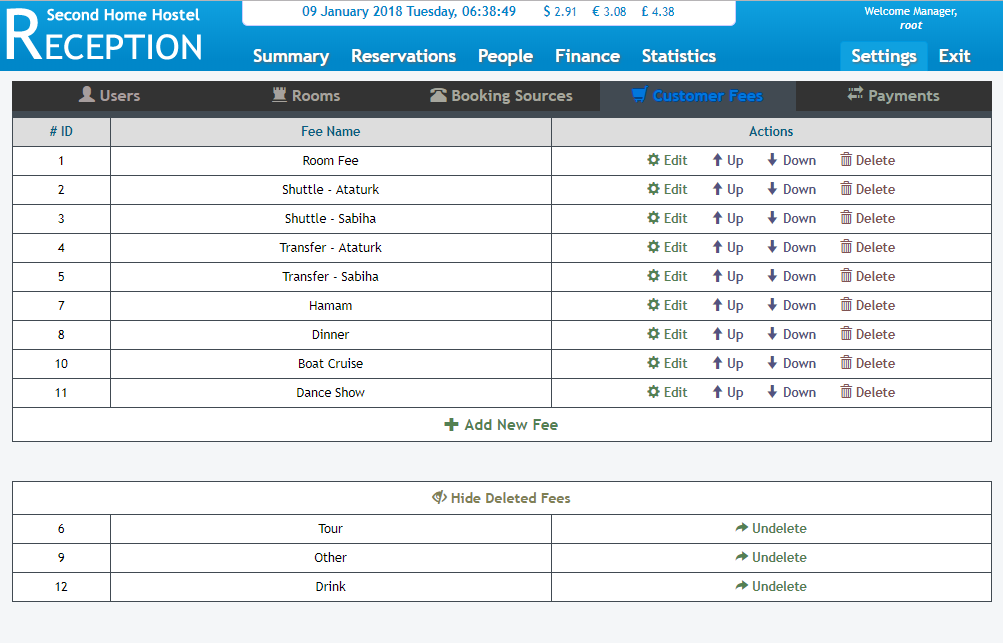 Second Home Hostel
RECEPTION
09 January 2018 Tuesday, 06:38:49 $ 2.91 € 3.08 £ 4.38
Welcome Manager,
root
Summary Reservations People Finance Statistics Settings Exit
Users Rooms Booking Sources Customer Fees Payments
# ID Fee Name Actions
1 Room Fee Edit Up Down Delete
2 Shuttle - Ataturk Edit Up Down Delete
3 Shuttle - Sabiha Edit Up Down Delete
4 Transfer - Ataturk Edit Up Down Delete
5 Transfer - Sabiha Edit Up Down Delete
7 Hamam Edit Up Down Delete
8 Dinner Edit Up Down Delete
10 Boat Cruise Edit Up Down Delete
11 Dance Show Edit Up Down Delete
Add New Fee
Hide Deleted Fees
6 Tour Undelete
9 Other Undelete
12 Drink Undelete